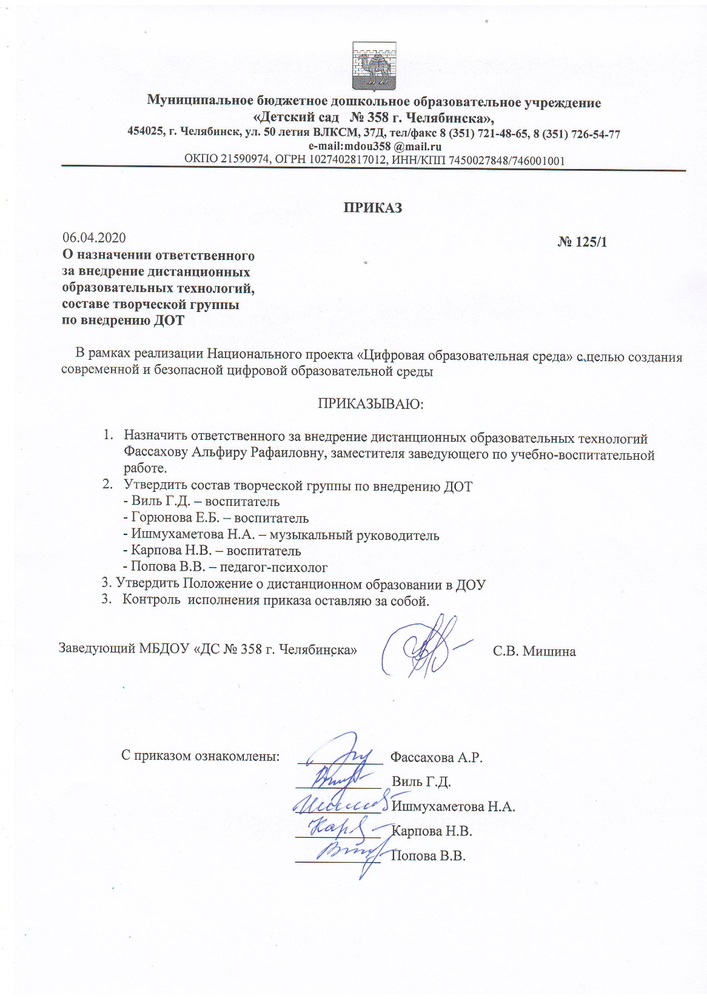 Муниципальное бюджетное дошкольное образовательное учреждение
«Детский сад № 358 г. Челябинска»,
454025, г. Челябинск, ул. 50 летия ВЛКСМ, 37Д, тел/факс 8 (351) 721-48-65, 8 (351) 726-54-77
e-mail:mdou358 @mail.ru
ОКПО 21590974, ОГРН 1027402817012, ИНН/КПП 7450027848/746001001
ПРИКАЗ
06.04.2020
№ 125/1
О назначении ответственного
за внедрение дистанционных
образовательных технологий,
составе творческой группы
по внедрению ДОТ
В рамках реализации Национального проекта «Цифровая образовательная среда» с целью создания
современной и безопасной цифровой образовательной среды
ПРИКАЗЫВАЮ:
1. Назначить ответственного за внедрение дистанционных образовательных технологий
Фассахову Альфиру Рафаиловну, заместителя заведующего по учебно-воспитательной
работе.
2. Утвердить состав творческой группы по внедрению ДОТ
- Виль Г.Д. – воспитатель
- Горюнова Е.Б. – воспитатель
- Ишмухаметова Н.А. – музыкальный руководитель
- Карпова Н.В. – воспитатель
- Попова В.В. – педагог-психолог
3. Утвердить Положение о дистанционном образовании в ДОУ
3. Контроль исполнения приказа оставляю за собой.
Заведующий МБДОУ «ДС № 358 г. Челябинска» С.В. Мишина
С приказом ознакомлены: Фассахова А.Р.
Виль Г.Д.
Ишмухаметова Н.А.
Карпова Н.В.
Попова В.В.